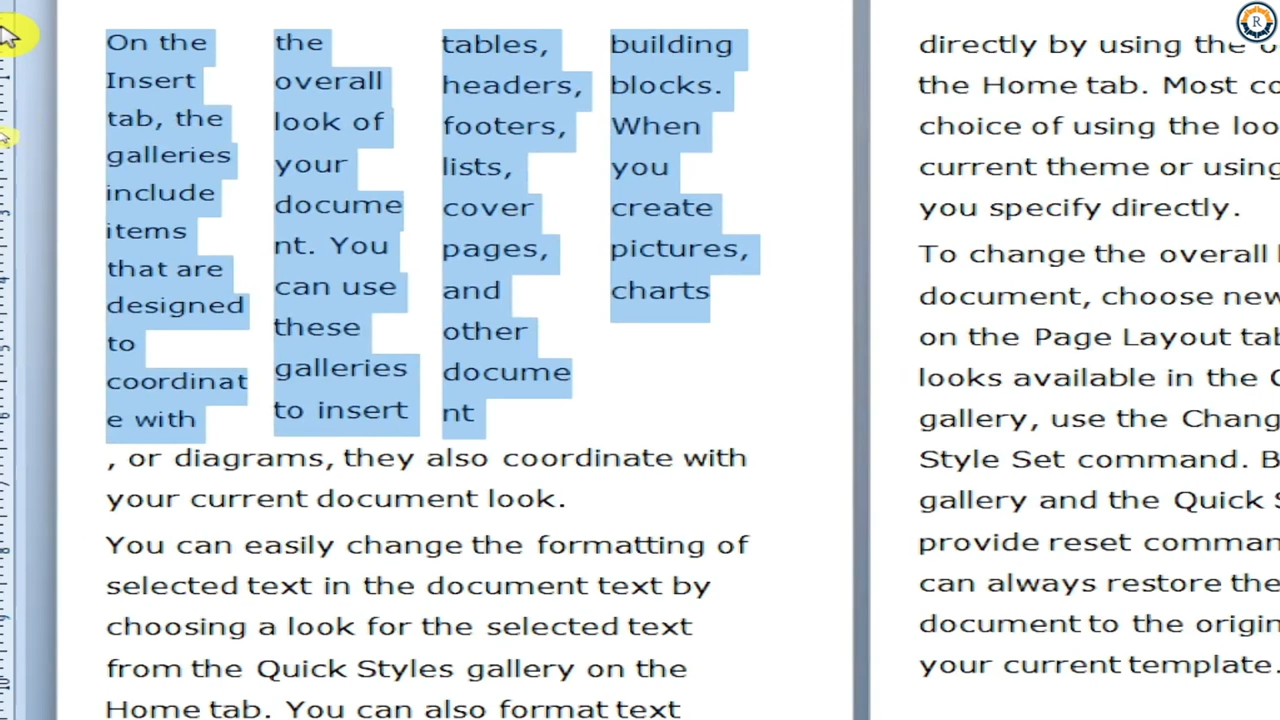 On the
Insert
tab, the
galleries
include
items
that are
designed
to
coordinat
e with
the
overall
look of
your
docume
nt. You
can use
these
galleries
to insert
tables,
headers,
footers,
lists,
cover
pages,
and
other
docume
nt
building
blocks.
When
you
create
pictures,
charts
, or diagrams, they also coordinate with
your current document look.
You can easily change the formatting of
selected text in the document text by
choosing a look for the selected text
from the Quick Styles gallery on the
Home tab. You can also format text
directly by using the
the Home tab. Most
choice of using the
current theme or using
you specify directly.
To change the overall
document, choose new
on the Page Layout
looks available in the
gallery, use the
Style Set command.
gallery and the Quick
provide reset
can always restore the
document to the
your current template.
R